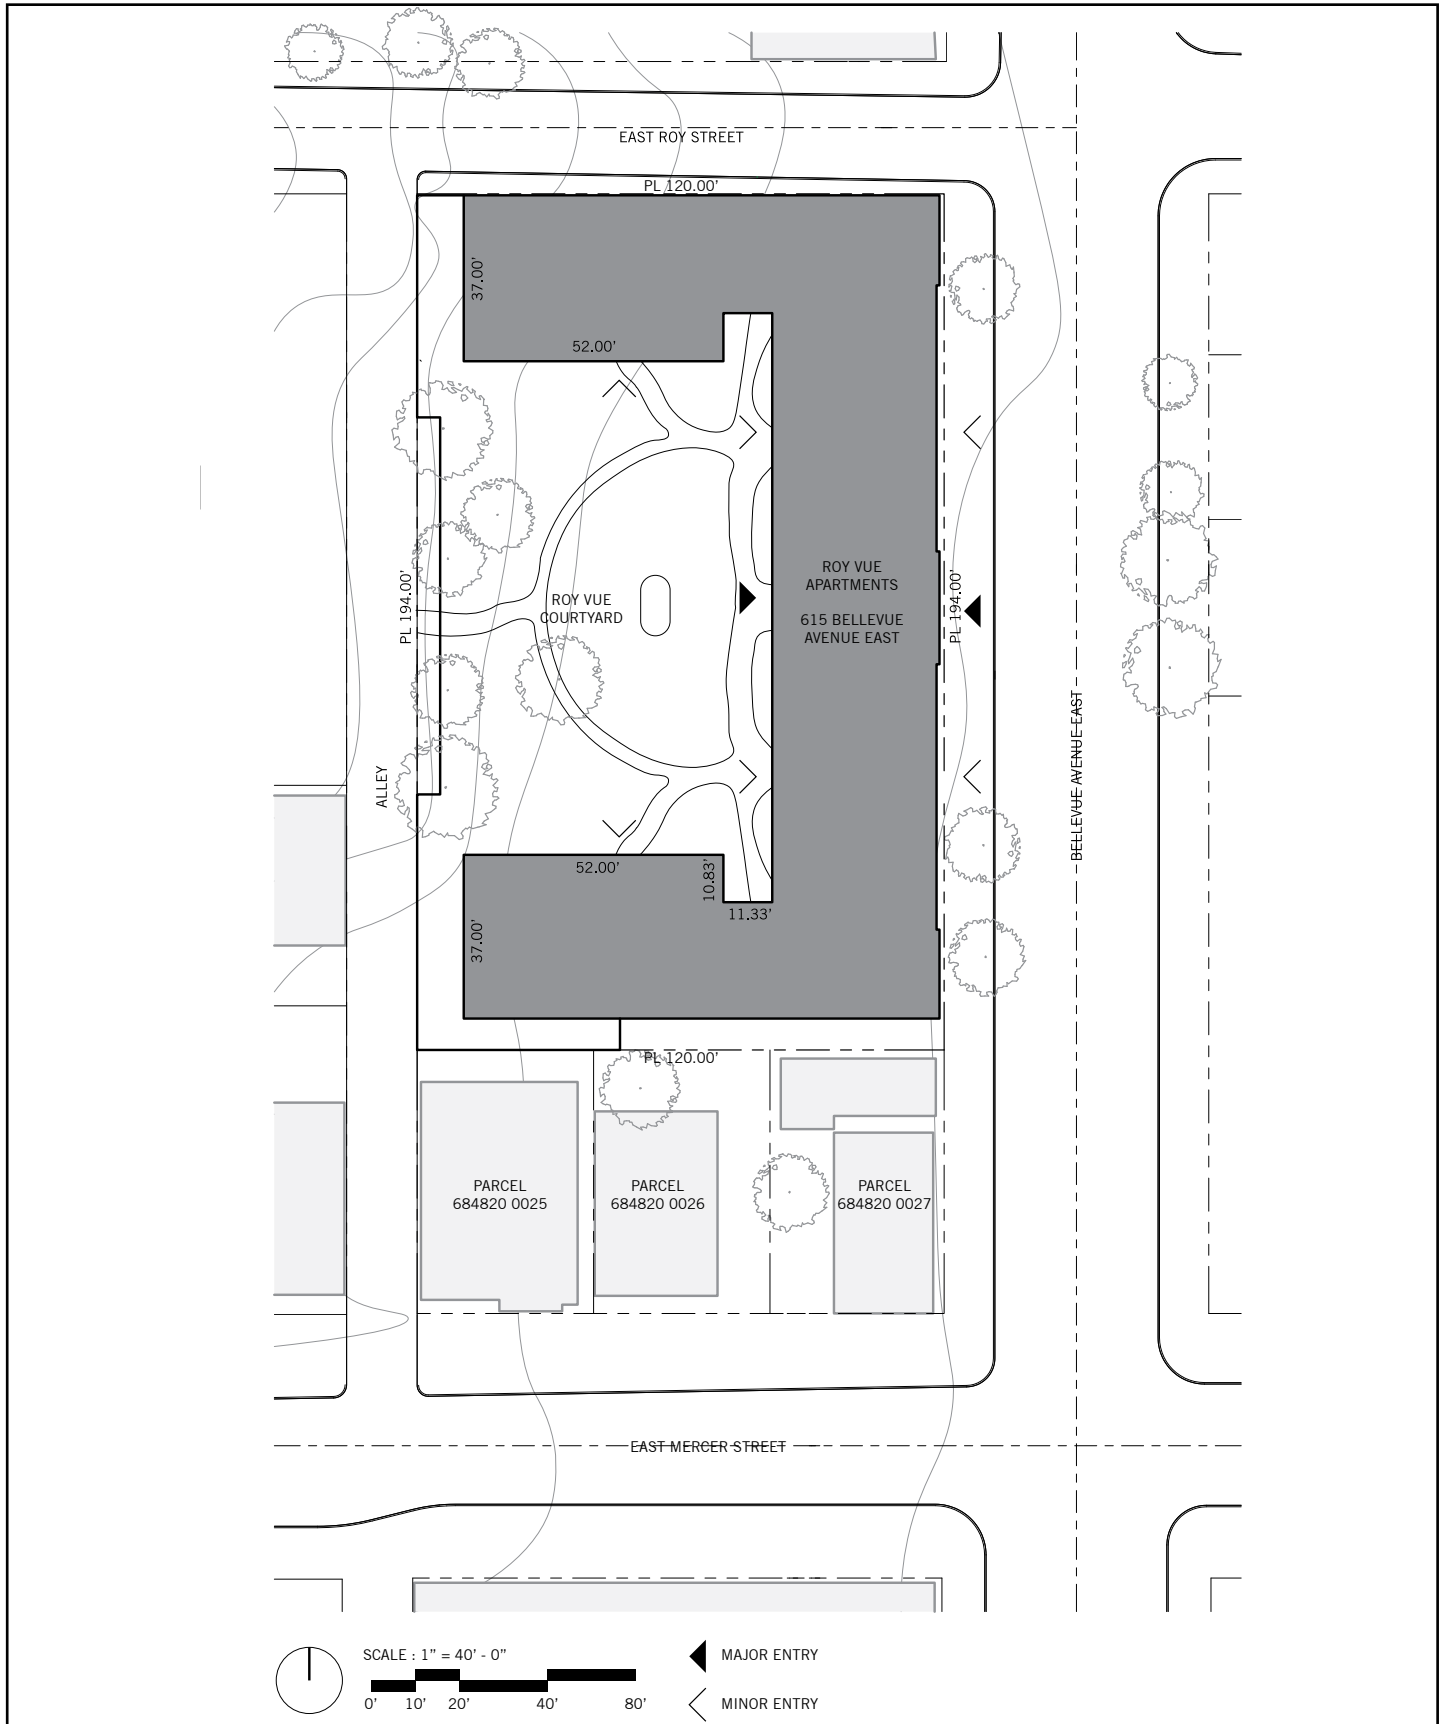 EAST ROY STREET
PL 120.00'
37.00'
52.00'
ROY VUE
APARTMENTS
615 BELLEVUE
AVENUE EAST
ROY VUE
COURTYARD
PL 194.00'
PL 194.00'
BELLEVUE AVENUE EAST
ALLEY
52.00'
10.83'
11.33'
37.00'
PL 120.00'
PARCEL
684820 0025
PARCEL
684820 0026
PARCEL
684820 0027
EAST MERCER STREET
SCALE : 1” = 40’ - 0”
0' 10' 20' 40' 80'
MAJOR ENTRY
MINOR ENTRY